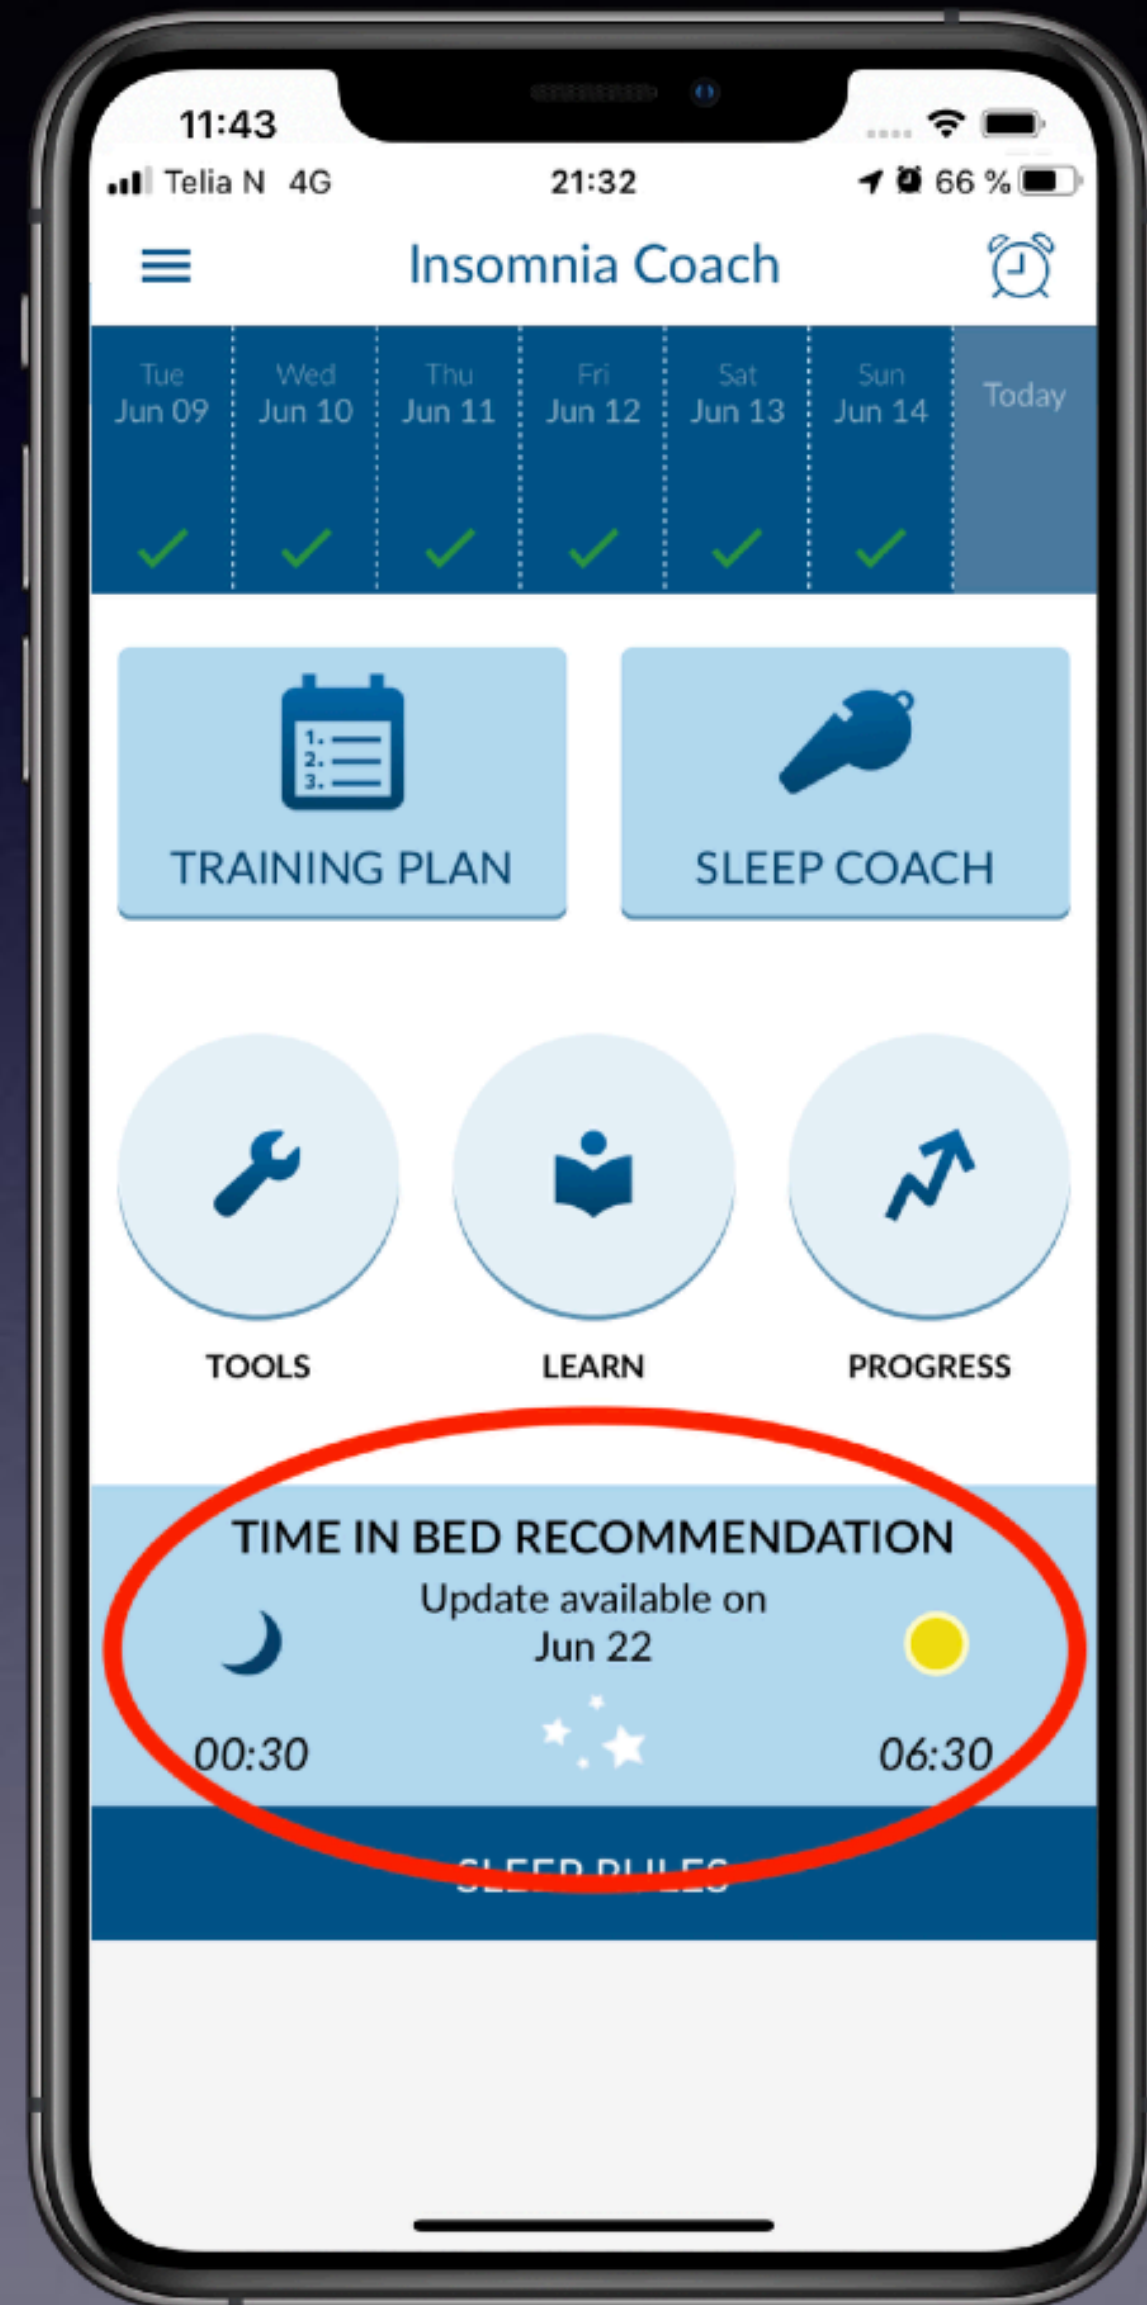 11:43
Telia N 4G 21:32 66 %
Insomnia Coach
Tue Wed Thu Fri Sat Sun Today
Jun 09 Jun 10 Jun 11 Jun 12 Jun 13 Jun 14
1.
2.
3.
TRAINING PLAN SLEEP COACH
TOOLS LEARN PROGRESS
TIME IN BED RECOMMENDATION
Update available on
Jun 22
00:30 06:30
SLEEP RULES